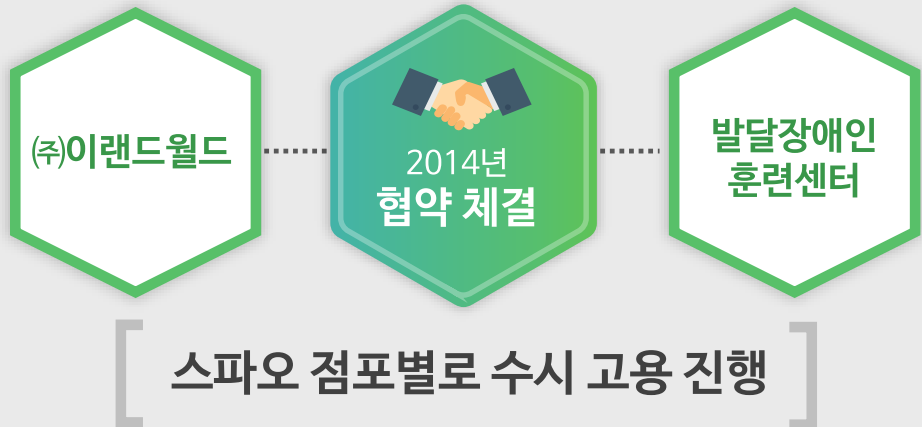 ㈜이랜드월드
2014년
협약 체결
발달장애인
훈련센터
스파오 점포별로 수시 고용 진행